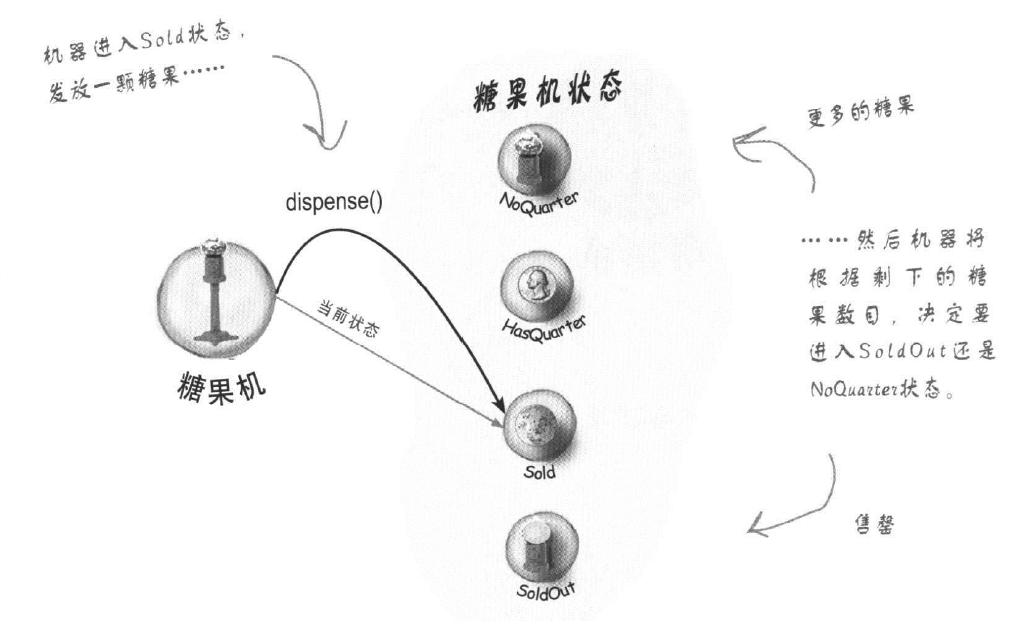 机器进入Sold状态，
发放一颗糖果……
糖果机状态
更多的糖果
NoQuarter
dispense()
……然后机器将
根据剩下的糖
果数目，决定要
进入SoldOut还是
NoQuarter状态。
HasQuarter
当前状态
糖果机
Sold
售罄
SoldOut